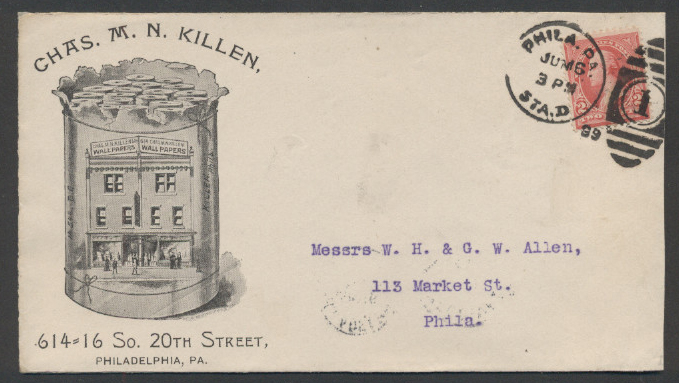 CHAS. M. N. KILLEN,
WALL PAPERS WALL PAPERS
614=16 So. 20TH STREET,
PHILADELPHIA, PA.
PHILA. PA.
JUN 6
3 PM
STA. D
99
1
Messrs W. H. & G. W. Allen,
113 Market St.
Phila.